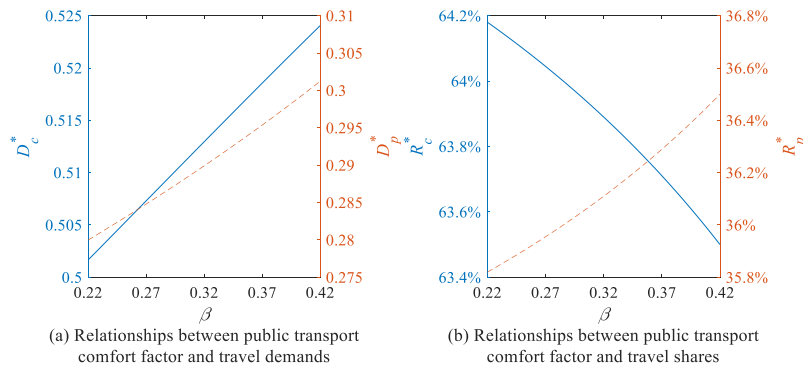 0.525
0.52
0.515
0.51
0.505
0.5
D*c
0.31
0.305
0.3
0.295
0.29
0.285
0.28
0.275
D*p
0.22 0.27 0.32 0.37 0.42
β
(a) Relationships between public transport
comfort factor and travel demands
64.2%
64%
63.8%
63.6%
63.4%
R*c
36.8%
36.6%
36.4%
36.2%
36%
35.8%
R*p
0.22 0.27 0.32 0.37 0.42
β
(b) Relationships between public transport
comfort factor and travel shares